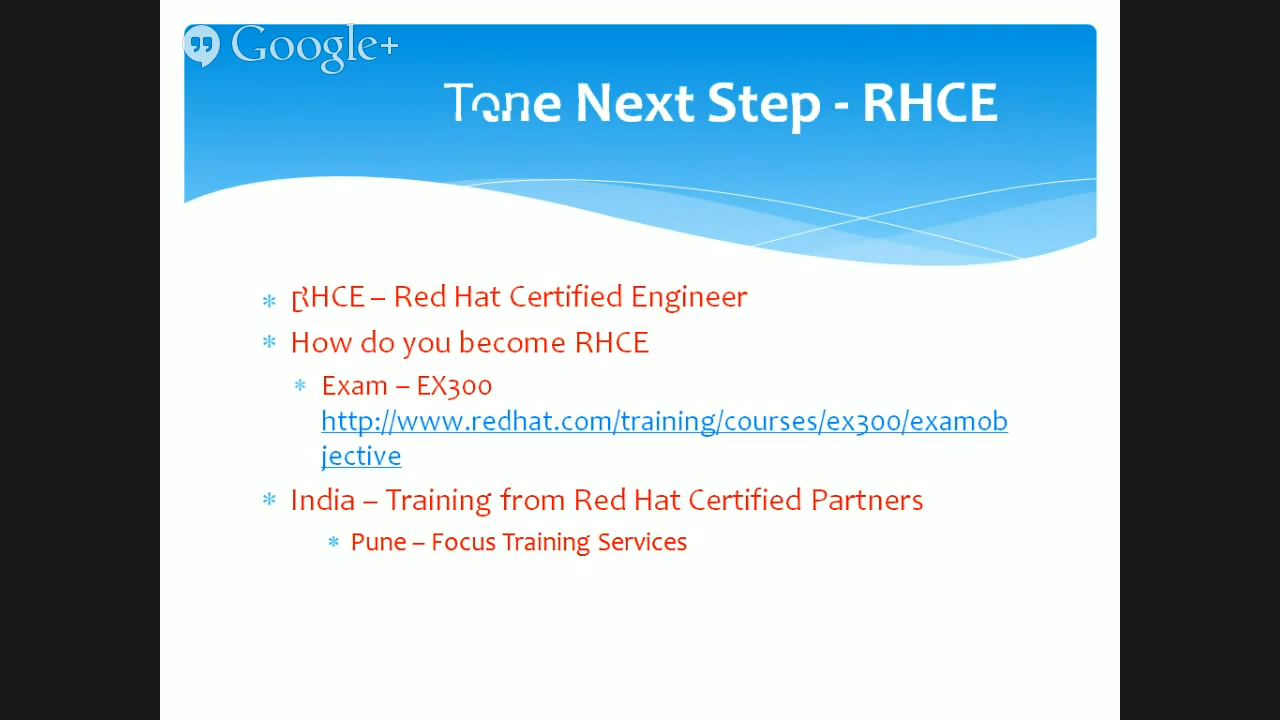 Google+
Next Step - RHCE
RHCE – Red Hat Certified Engineer
How do you become RHCE
Exam – EX300
http://www.redhat.com/training/courses/ex300/examob
jective
India – Training from Red Hat Certified Partners
Pune – Focus Training Services